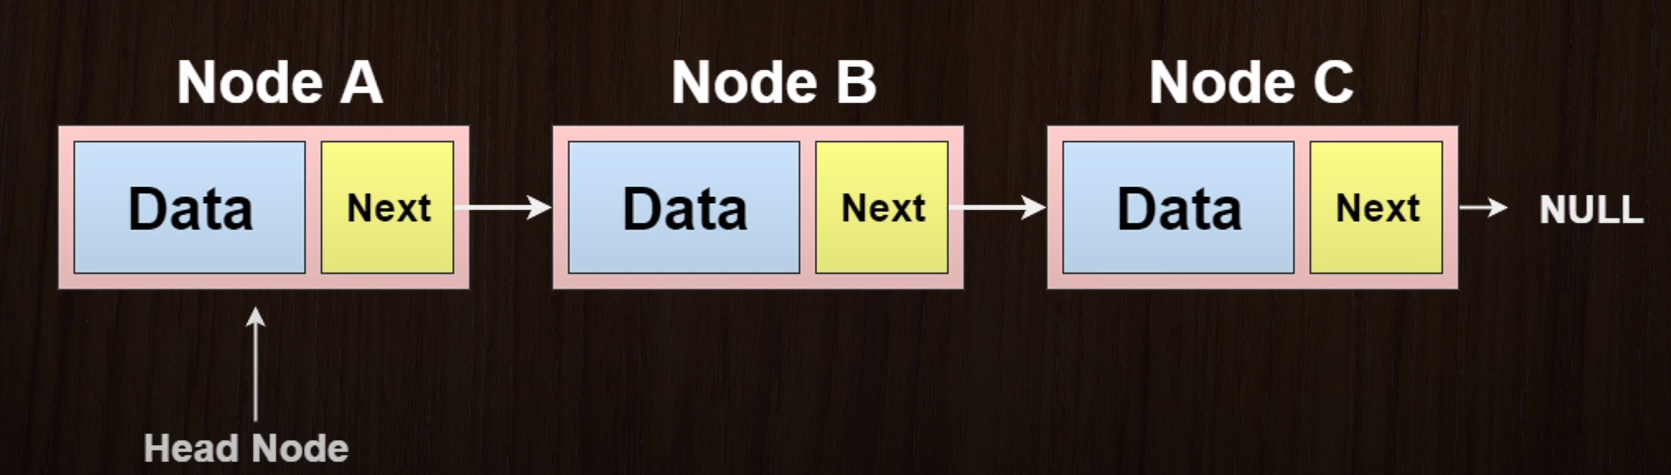 Node A
Node B
Node C
Data
Next
Data
Next
Data
Next
NULL
Head Node